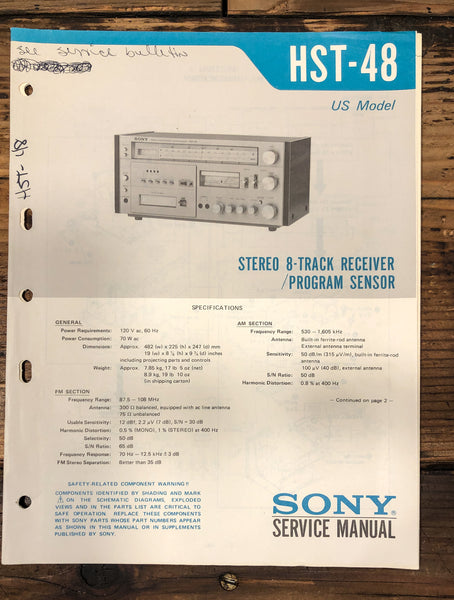 see service bulletin
HST-48
HST-48
US Model
SONY
STEREO 8-TRACK RECEIVER
/PROGRAM SENSOR
SPECIFICATIONS
GENERAL
Power Requirements: 120 V ac, 60 Hz
Power Consumption: 70 W ac
Dimensions: Approx. 482 (w) x 225 (h) x 247 (d) mm
19 (w) x 8 7/8 (h) x 9 3/4 (d) inches
including projecting parts and controls
Weight: Approx. 7.85 kg, 17 lb 5 oz (net)
8.9 kg, 19 lb 10 oz
(in shipping carton)
FM SECTION
Frequency Range: 87.5 – 108 MHz
Antenna: 300 Ω balanced, equipped with ac line antenna
75 Ω unbalanced
Usable Sensitivity: 12 dBf, 2.2 μV (7 dB), S/N = 30 dB
Harmonic Distortion: 0.5 % (MONO), 1 % (STEREO) at 400 Hz
Selectivity: 50 dB
S/N Ratio: 65 dB
Frequency Response: 70 Hz – 12.5 kHz ±3 dB
FM Stereo Separation: Better than 35 dB
AM SECTION
Frequency Range: 530 – 1,605 kHz
Antenna: Built-in ferrite-rod antenna
External antenna terminal
Sensitivity: 50 dB/m (315 μV/m), built-in ferrite-rod
antenna
100 μV (40 dB), external antenna
S/N Ratio: 50 dB
Harmonic Distortion: 0.8 % at 400 Hz
– Continued on page 2 –
SAFETY-RELATED COMPONENT WARNING!!
COMPONENTS IDENTIFIED BY SHADING AND MARK
⚠ ON THE SCHEMATIC DIAGRAMS, EXPLODED
VIEWS AND IN THE PARTS LIST ARE CRITICAL TO
SAFE OPERATION. REPLACE THESE COMPONENTS
WITH SONY PARTS WHOSE PART NUMBERS APPEAR
AS SHOWN IN THIS MANUAL OR IN SUPPLEMENTS
PUBLISHED BY SONY.
SONY®
SERVICE MANUAL